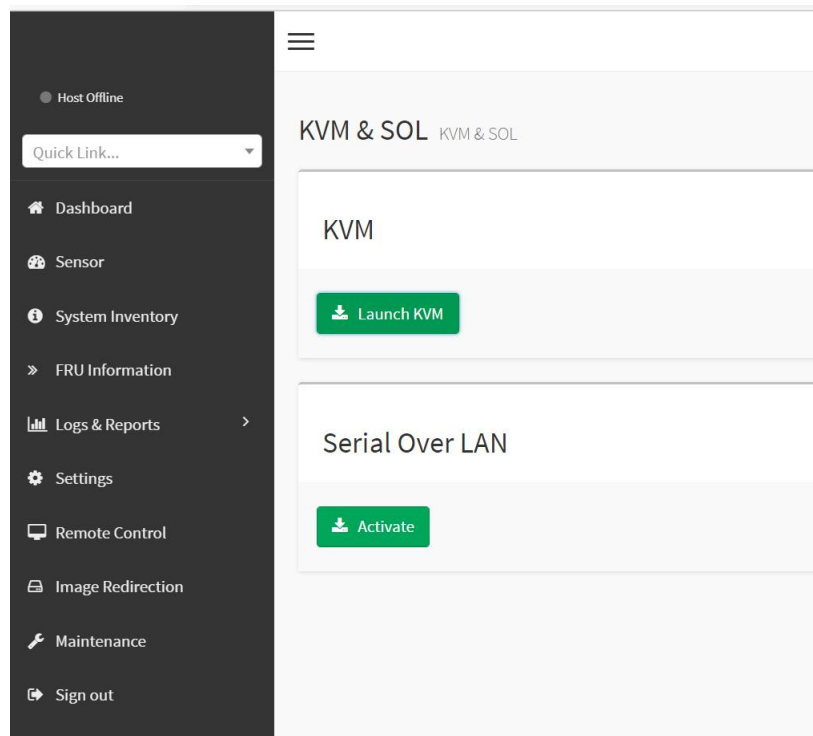 Host Offline
Quick Link...
Dashboard
Sensor
System Inventory
FRU Information
Logs & Reports
Settings
Remote Control
Image Redirection
Maintenance
Sign out
KVM & SOL KVM & SOL
KVM
Launch KVM
Serial Over LAN
Activate